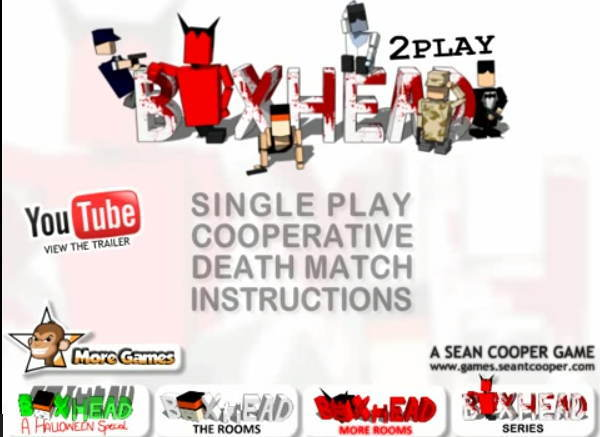 2PLAY
BOXHEAD
YouTube
VIEW THE TRAILER
SINGLE PLAY
COOPERATIVE
DEATH MATCH
INSTRUCTIONS
More Games
A SEAN COOPER GAME
www.games.seantcooper.com
BOXHEAD
A HALLOWEEN Special
BOXHEAD
THE ROOMS
BOXHEAD
MORE ROOMS
BOXHEAD
SERIES